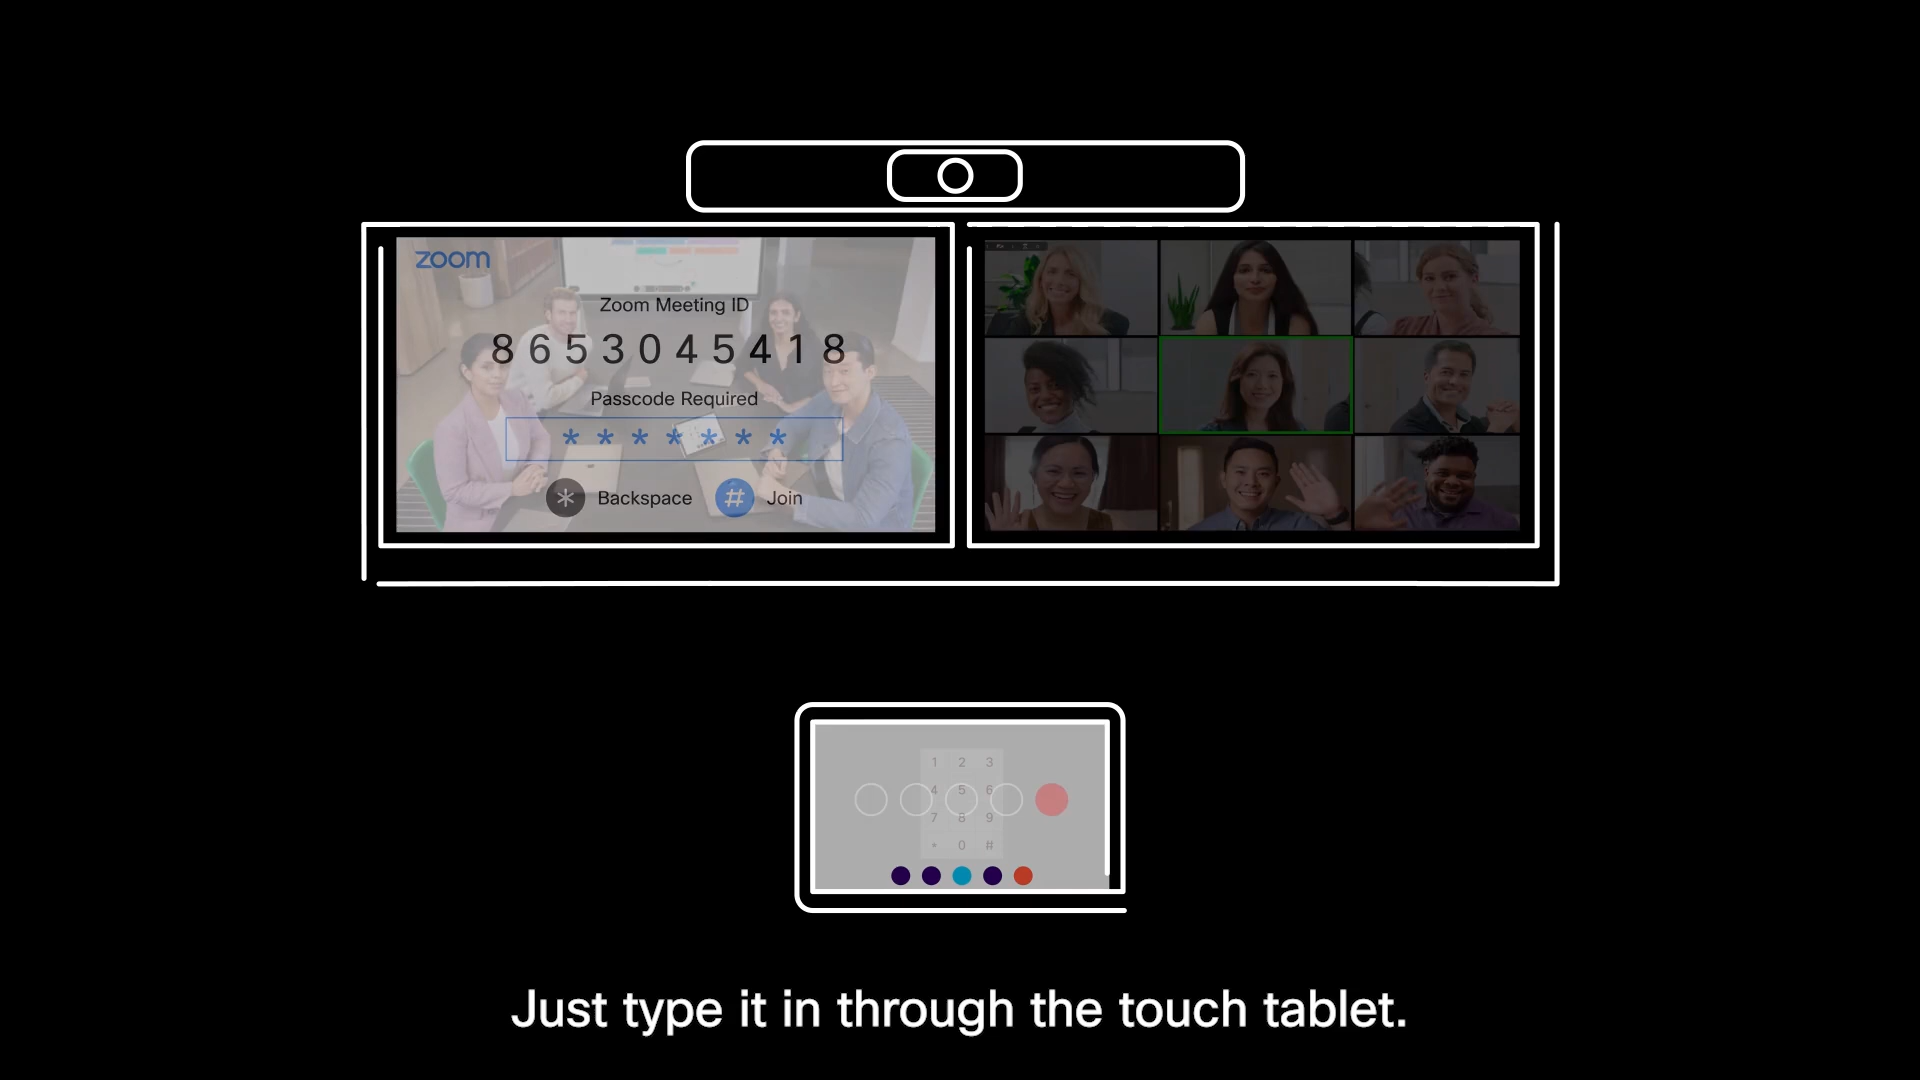 zoom
Zoom Meeting ID
8 6 5 3 0 4 5 4 1 8
Passcode Required
* * * * * * *
* Backspace # Join
1 2 3
4 5 6
7 8 9
* 0 #
Just type it in through the touch tablet.